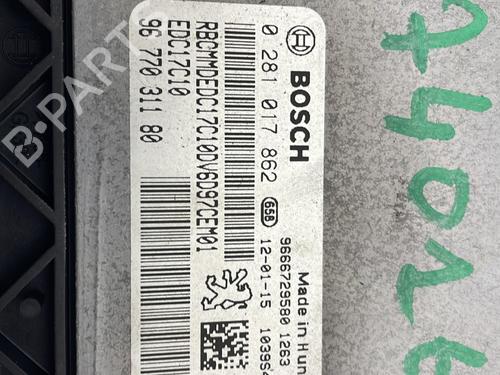 BOSCH
0 281 017 862
RBCMMDEDC17C10DV6D97CEM01
EDC17C10
96 770 311 80
65B
9666729580 1263
12-01-15
Made in Hun
1039S4
B-Parts